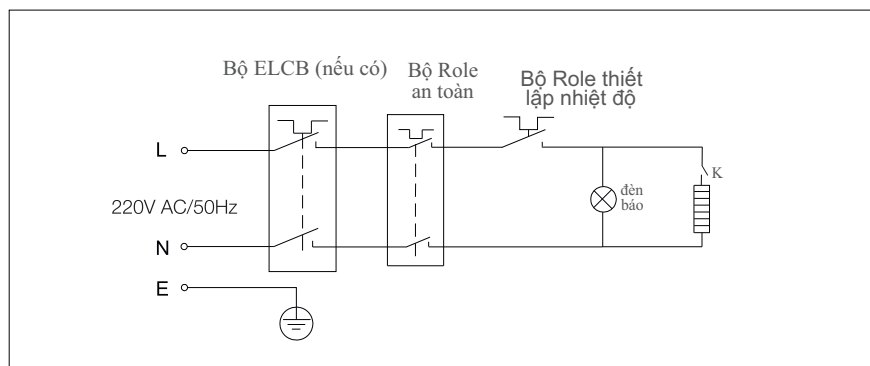 Bộ ELCB (nếu có)
Bộ Role
an toàn
Bộ Role thiết
lập nhiệt độ
L
K
đèn
báo
220V AC/50Hz
N
E